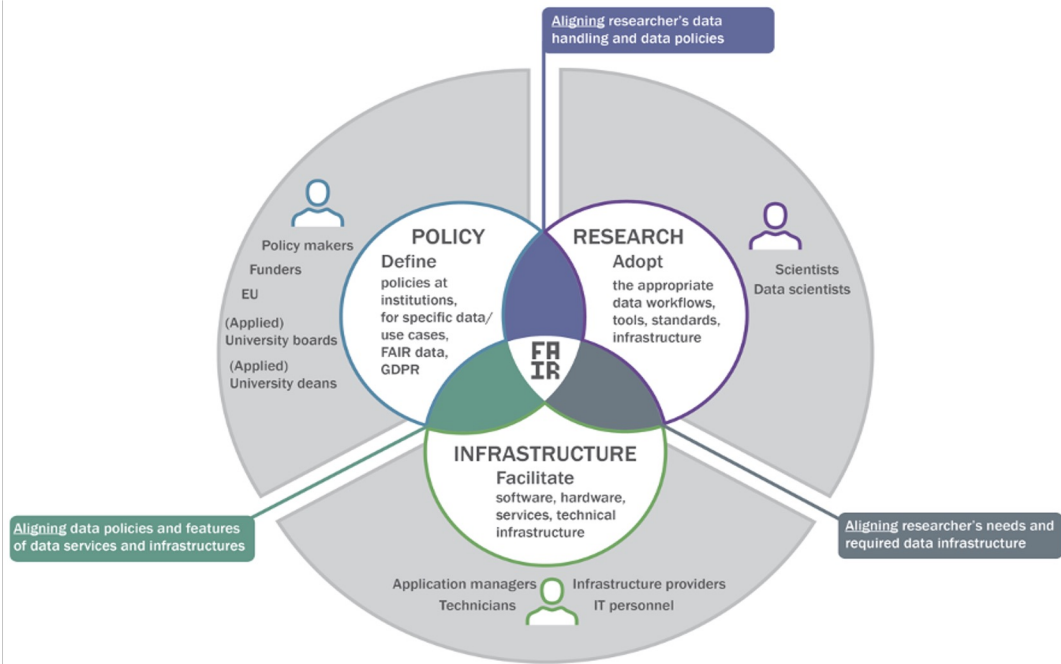 Aligning researcher's data
handling and data policies
POLICY
Define
policies at
institutions,
for specific data/
use cases,
FAIR data,
GDPR
RESEARCH
Adopt
the appropriate
data workflows,
tools, standards,
infrastructure
Policy makers
Funders
EU
(Applied)
University boards
(Applied)
University deans
Scientists
Data scientists
FA
IR
INFRASTRUCTURE
Facilitate
software, hardware,
services, technical
infrastructure
Aligning data policies and features
of data services and infrastructures
Aligning researcher's needs and
required data infrastructure
Application managers
Technicians
Infrastructure providers
IT personnel